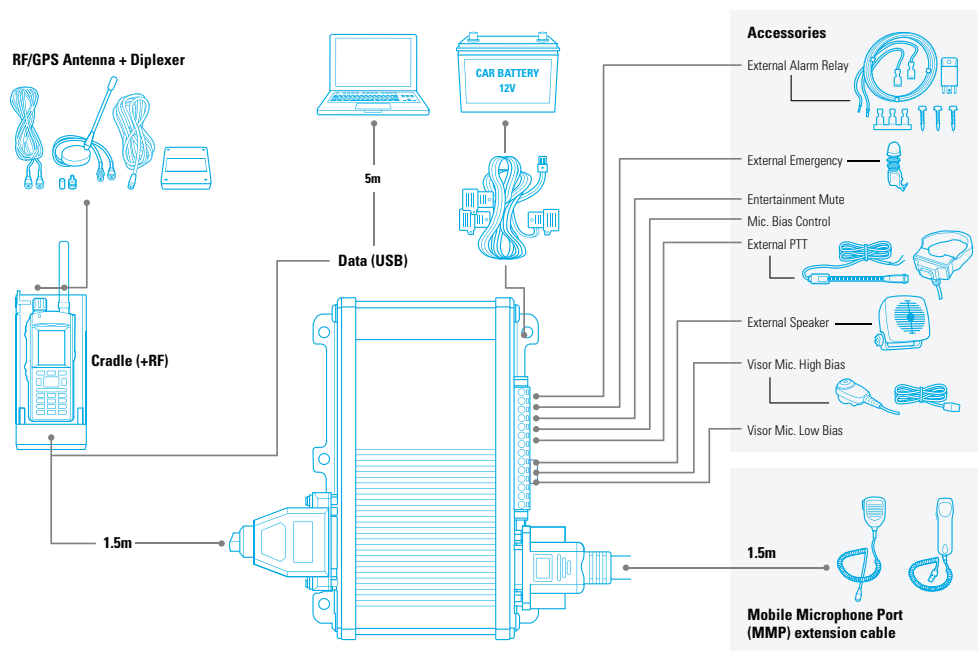 RF/GPS Antenna + Diplexer
CAR BATTERY
12V
5m
Data (USB)
Cradle (+RF)
1.5m
Accessories
External Alarm Relay
External Emergency
Entertainment Mute
Mic. Bias Control
External PTT
External Speaker
Visor Mic. High Bias
Visor Mic. Low Bias
1.5m
Mobile Microphone Port
(MMP) extension cable